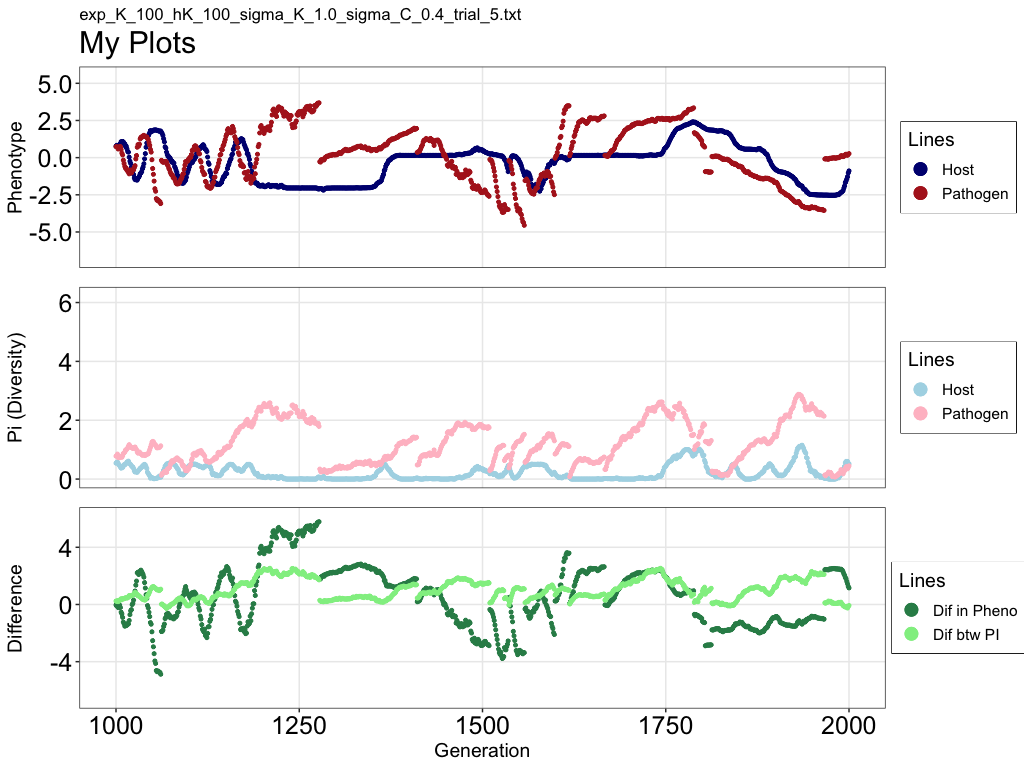 exp_K_100_hK_100_sigma_K_1.0_sigma_C_0.4_trial_5.txt
My Plots
Phenotype
5.0
2.5
0.0
-2.5
-5.0
Lines
Host
Pathogen
Pi (Diversity)
6
4
2
0
Lines
Host
Pathogen
Difference
4
0
-4
Lines
Dif in Pheno
Dif btw PI
1000 1250 1500 1750 2000
Generation